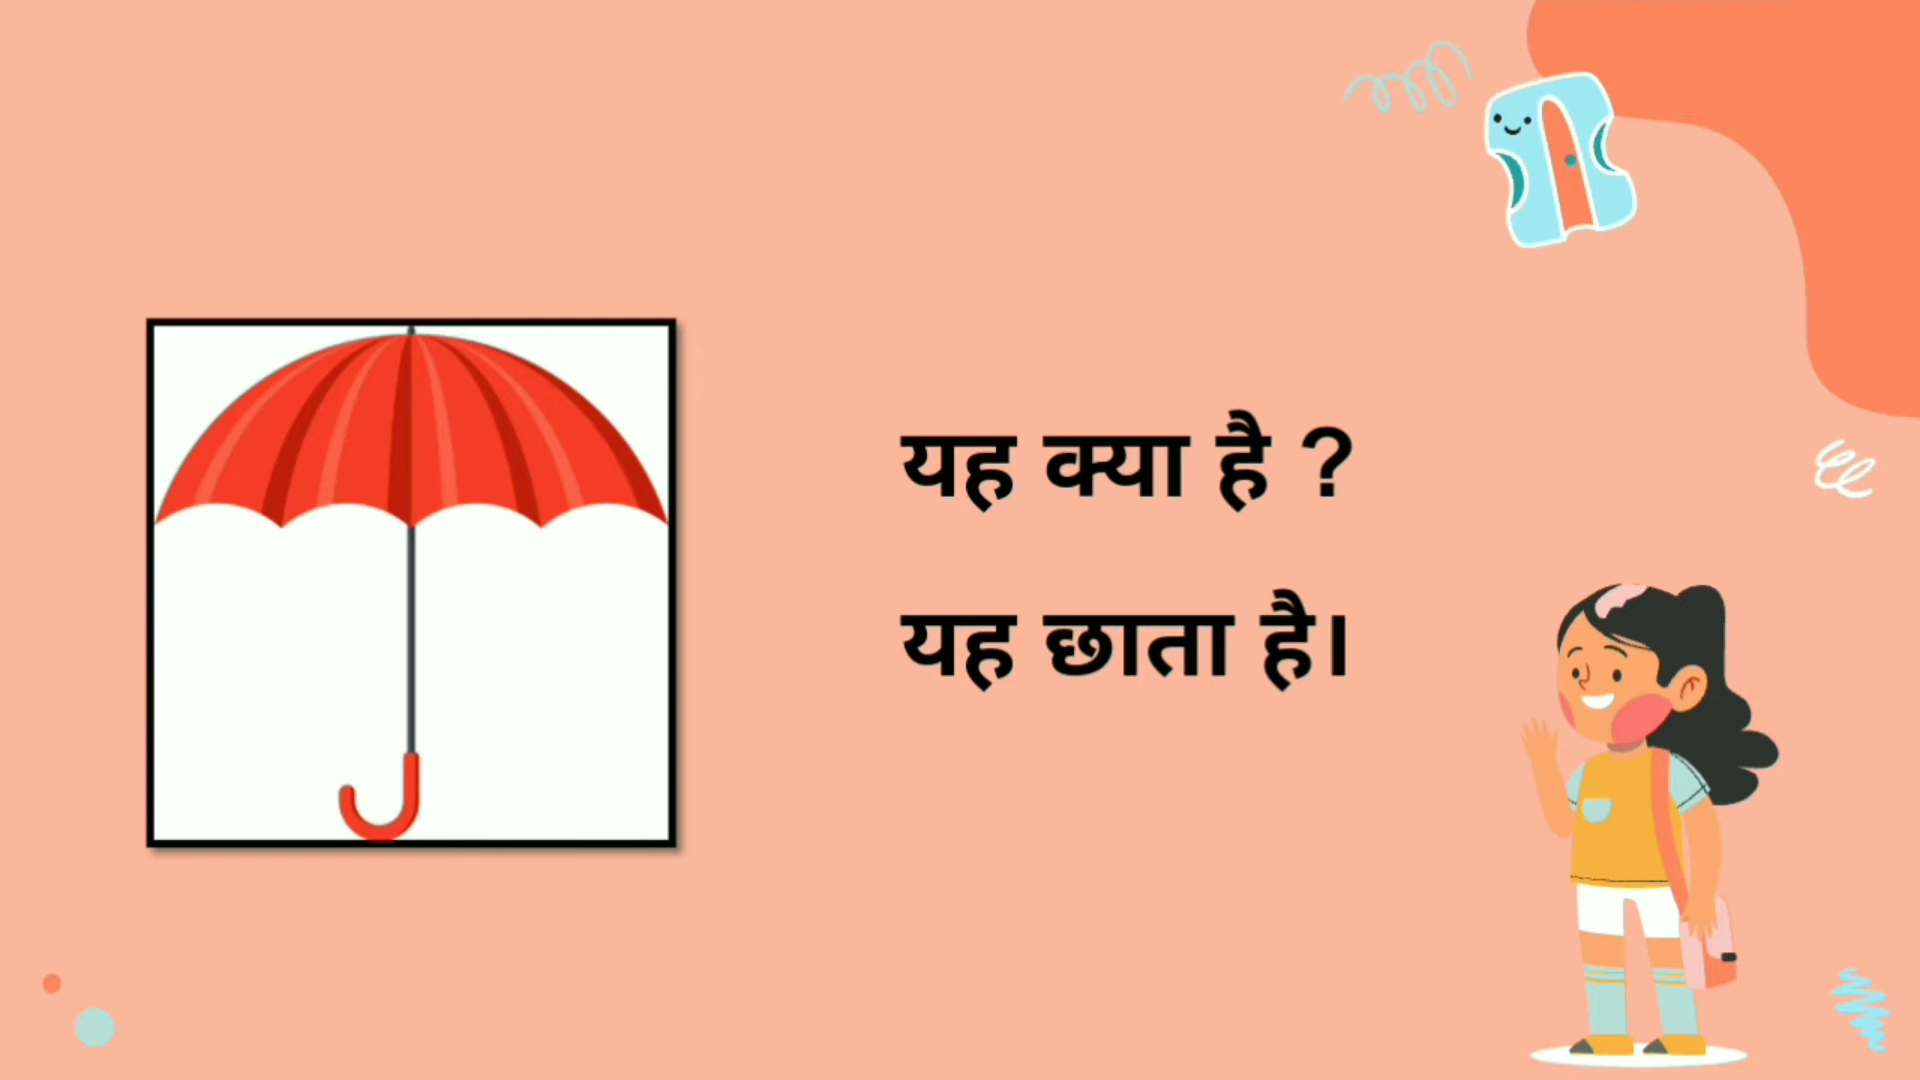 यह क्या है ?
यह छाता है।